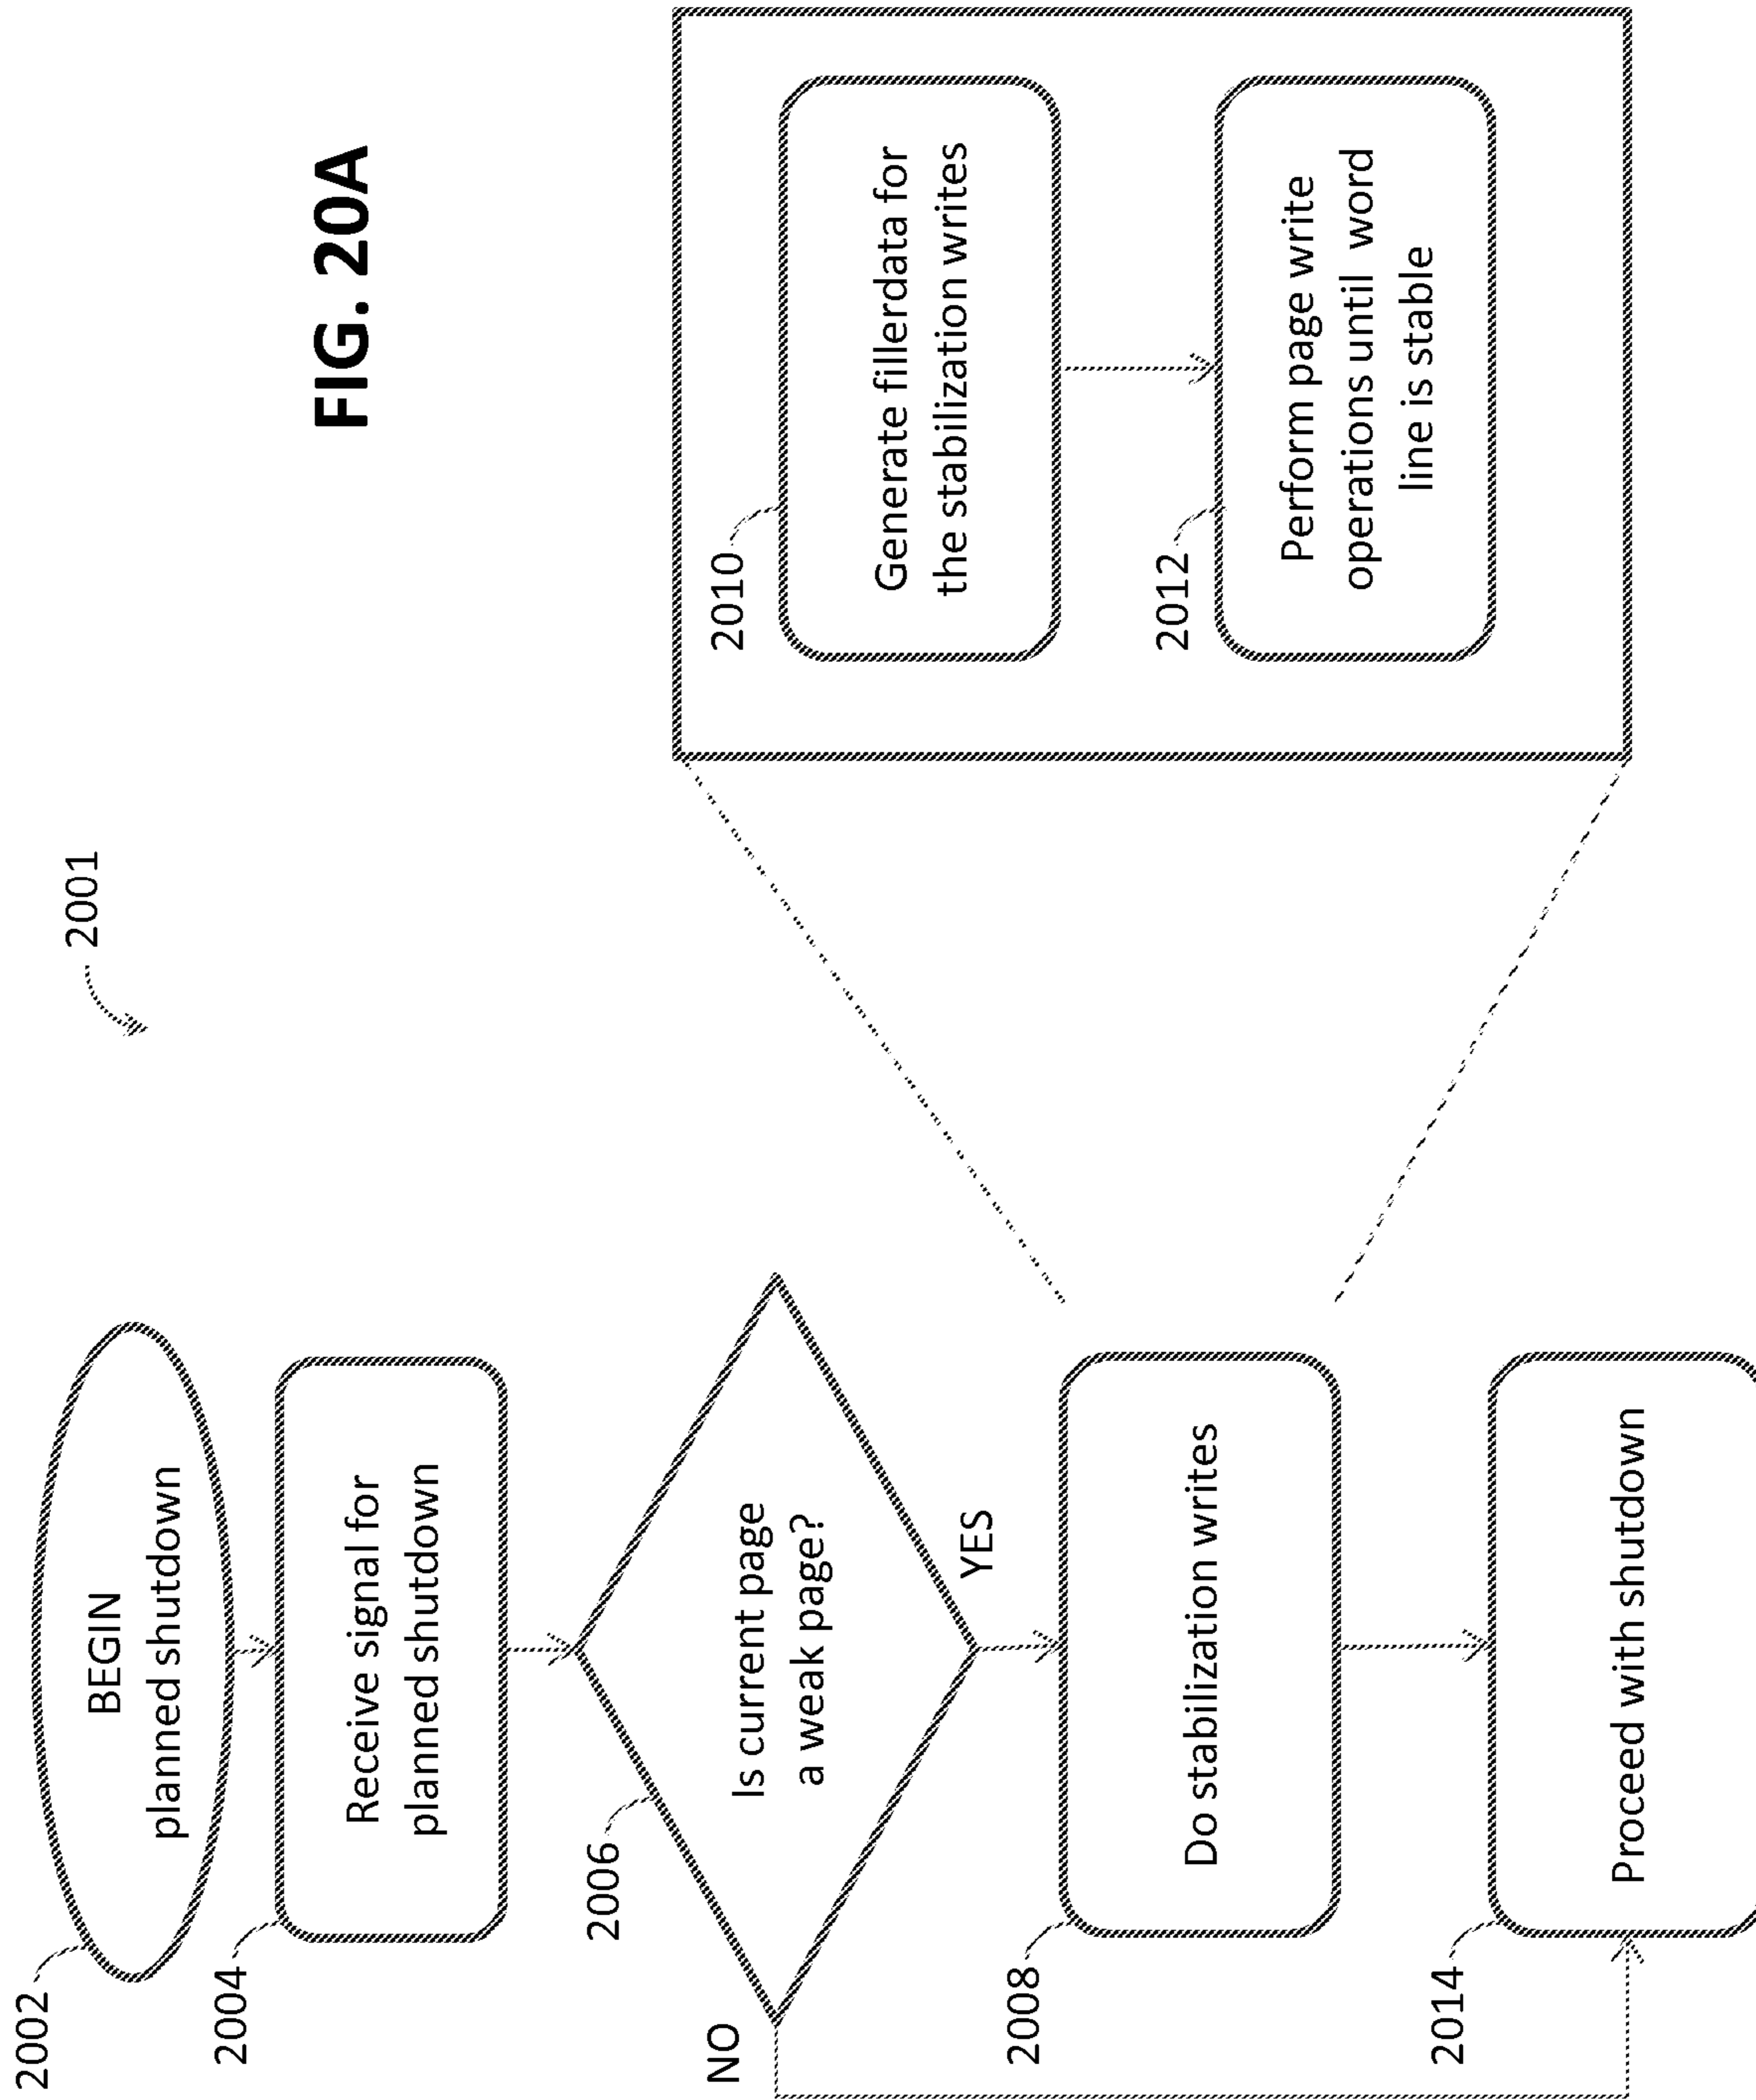 FIG. 20A
2001
2002
BEGIN
planned shutdown
2004
Receive signal for
planned shutdown
2006
Is current page
a weak page?
NO
YES
2008
Do stabilization writes
2010
Generate fillerdata for
the stabilization writes
2012
Perform page write
operations until word
line is stable
2014
Proceed with shutdown